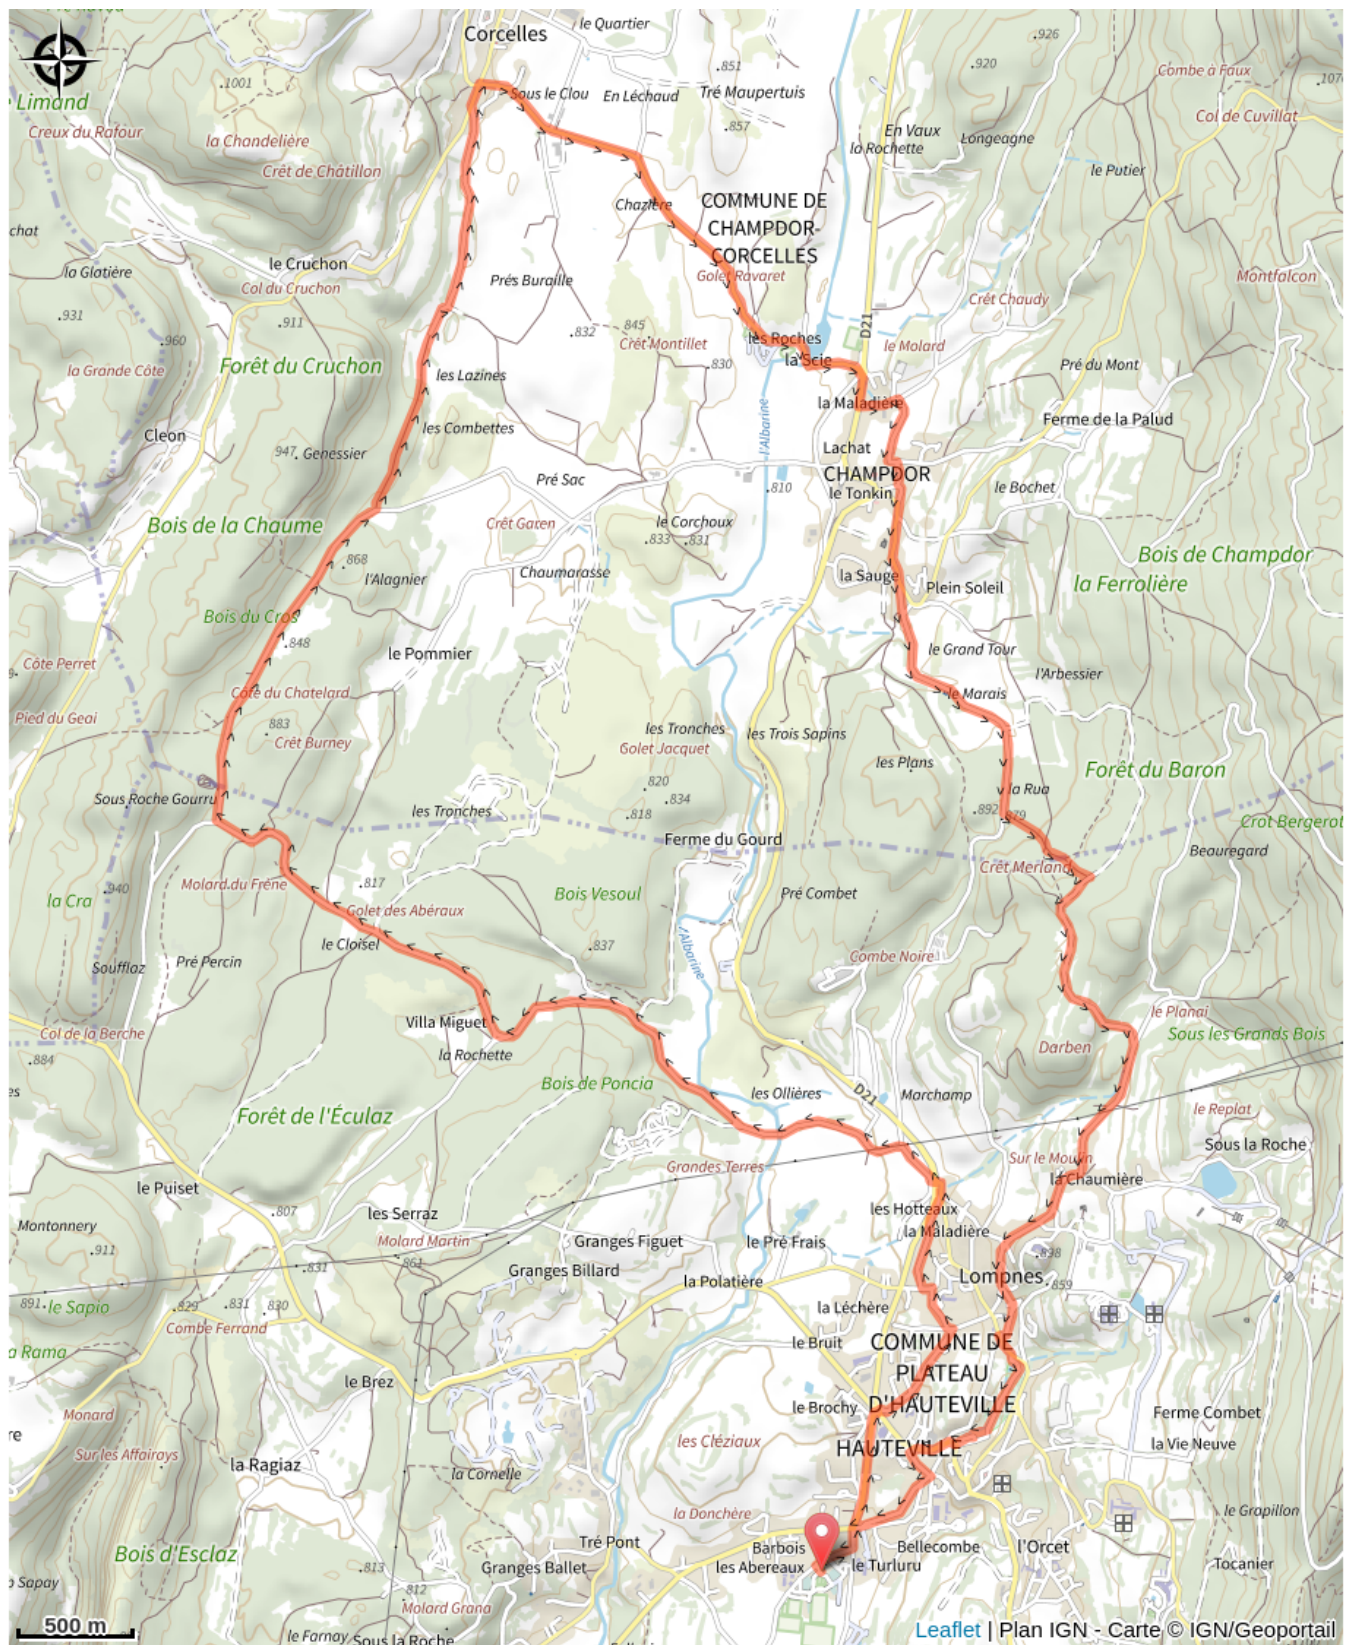 Corcelles
le Quartier
.926
.851
.920
Combe à Faux
.1001
Sous le Clou
En Léchaud
Tré Maupertuis
Limand
Col de Cuvillat
Creux du Rafour
la Chandelière
.857
En Vaux
la Rochette
Longeagne
Crêt de Châtillon
le Putier
Chazière
COMMUNE DE
CHAMPDOR-
CORCELLES
chat
la Glatière
le Cruchon
Col du Cruchon
Prés Buraille
Golet Ravaret
Montfalcon
Crêt Chaudy
.931
.911
.960
.832
845
D21
Crêt Montillet
les Roches
la Scie
le Molard
la Grande Côte
Forêt du Cruchon
les Lazines
.830
Pré du Mont
la Maladière
Cleon
les Combettes
l'Albarine
Ferme de la Palud
947
Genessier
Lachat
CHAMPDOR
Pré Sac
.810
le Tonkin
le Bochet
Bois de la Chaume
Crêt Garen
le Corchoux
.833
.831
.868
l'Alagnier
Chaumarasse
la Sauge
Plein Soleil
Bois de Champdor
la Ferrolière
Bois du Cros
.848
le Pommier
le Grand Tour
Côte Perret
l'Arbessier
Côte du Chatelard
le Marais
Pied du Geai
883
Crêt Burney
les Tronches
Golet Jacquet
les Trois Sapins
les Plans
Forêt du Baron
820
.834
Sous Roche Gourru
les Tronches
.818
la Rua
.892
879
Crot Bergerot
Ferme du Gourd
Beauregard
Crêt Merland
.940
la Cra
Molard du Frêne
.817
Bois Vesoul
Pré Combet
Golet des Abéraux
le Cloisel
.837
l'Albarine
Combe Noire
Soufflaz
Pré Percin
le Planai
Villa Miguet
Col de la Berche
Sous les Grands Bois
la Rochette
Darben
.884
Bois de Poncia
les Ollières
D21
Marchamp
es
Forêt de l'Éculaz
le Replat
Sous la Roche
Grandes Terres
Sur le Moulin
la Chaumière
le Puiset
les Serraz
.807
les Hotteaux
Montonnery
Molard Martin
Granges Figuet
le Pré Frais
la Maladière
.911
861
.898
.831
Granges Billard
la Polatière
Lompnes
859
891.
le Sapio
.829
.831
830
la Léchère
Combe Ferrand
le Bruit
COMMUNE DE
PLATEAU
D'HAUTEVILLE
a Rama
le Brez
Monard
le Brochy
Ferme Combet
re
Sur les Affairoys
les Cléziaux
HAUTEVILLE
la Vie Neuve
la Ragiaz
la Cornelle
la Donchère
le Grapillon
Bois d'Esclaz
Tré Pont
Barbois
Bellecombe
l'Orcet
.813
Granges Ballet
les Abereaux
le Turluru
Tocanier
Sapay
812
Molard Grana
500 m
le Farnay
Sous la Roche
Leaflet | Plan IGN - Carte © IGN/Geoportail